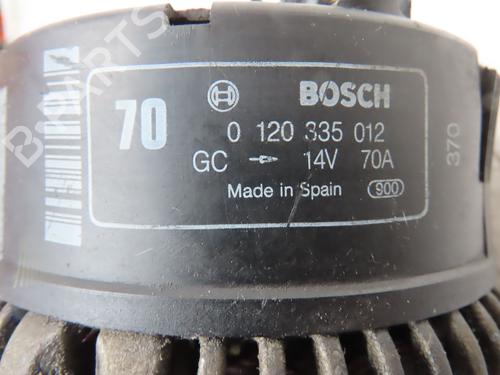 70
BOSCH
0 120 335 012
GC 14V 70A
Made in Spain 900
370
B-PARTS